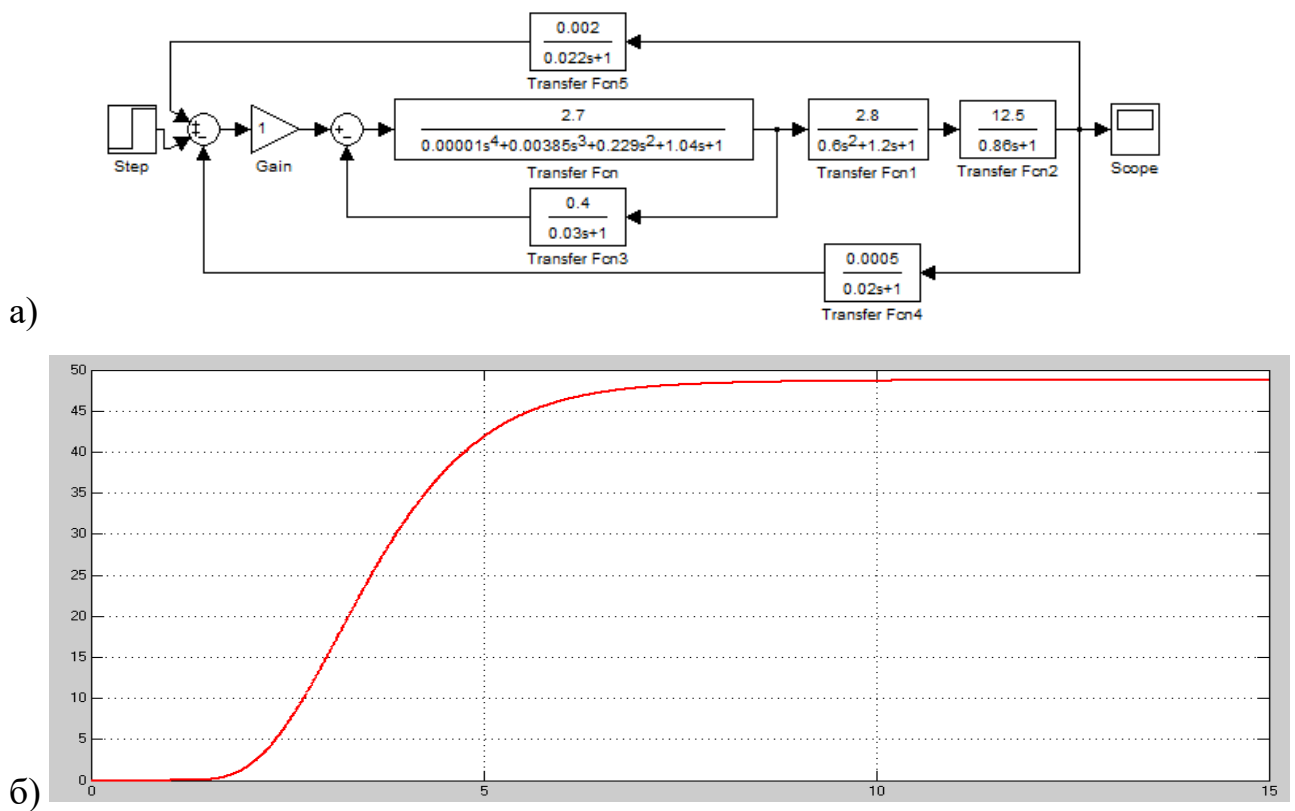 0.002
0.022s+1
Transfer Fcn5
Step
1
Gain
2.7
0.00001s⁴+0.00385s³+0.229s²+1.04s+1
Transfer Fcn
2.8
0.6s²+1.2s+1
Transfer Fcn1
12.5
0.86s+1
Transfer Fcn2
Scope
0.4
0.03s+1
Transfer Fcn3
0.0005
0.02s+1
Transfer Fcn4
а)
50
45
40
35
30
25
20
15
10
5
0
0
5
10
15
б)